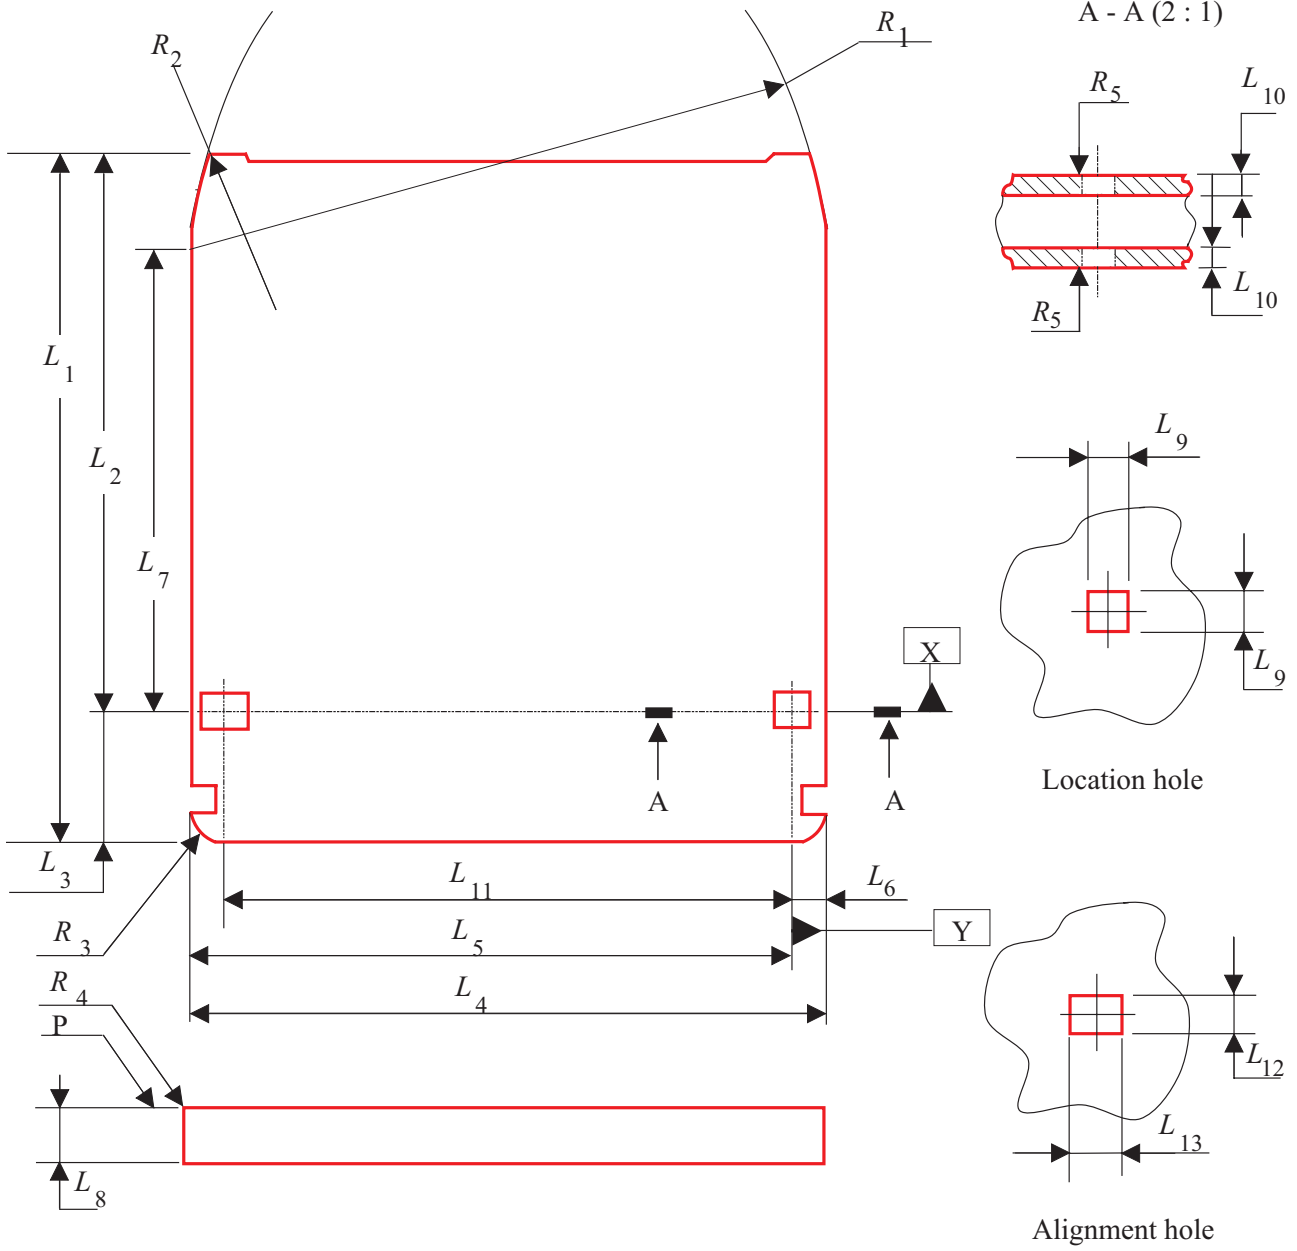 A - A (2 : 1)
R1
R2
L10
R5
L1
L2
L7
R5
L10
L9
L9
X
A
A
Location hole
L3
L11
L6
R3
L5
Y
R4
L4
P
L12
L8
L13
Alignment hole